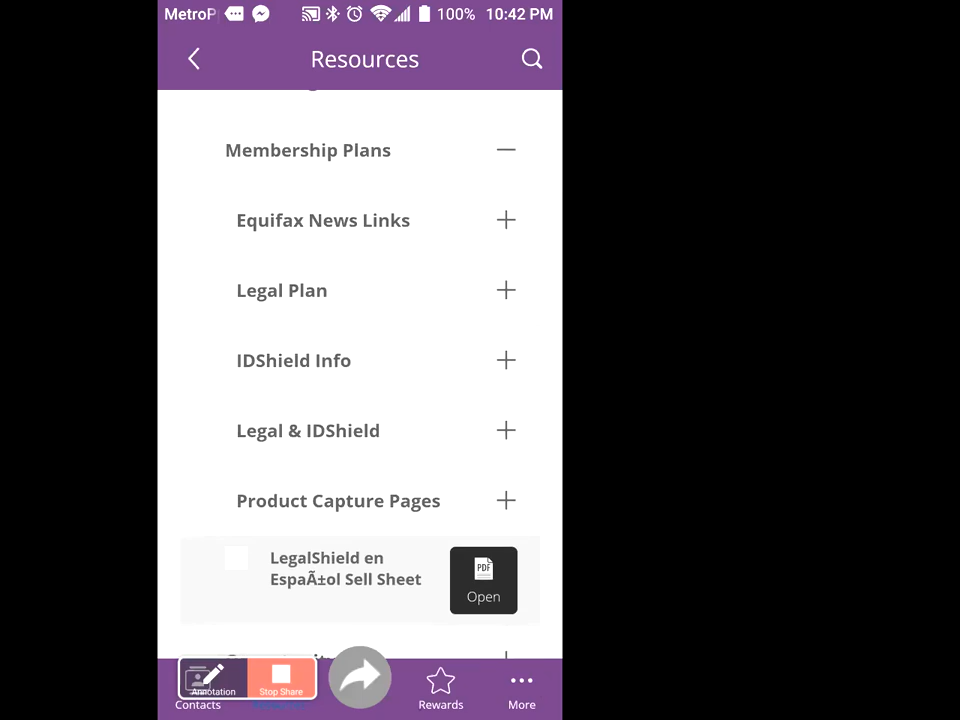 MetroP 100% 10:42 PM
Resources
Membership Plans
Equifax News Links
Legal Plan
IDShield Info
Legal & IDShield
Product Capture Pages
LegalShield en
EspaÃ±ol Sell Sheet
PDF
Open
Annotation
Stop Share
Contacts
Rewards
More